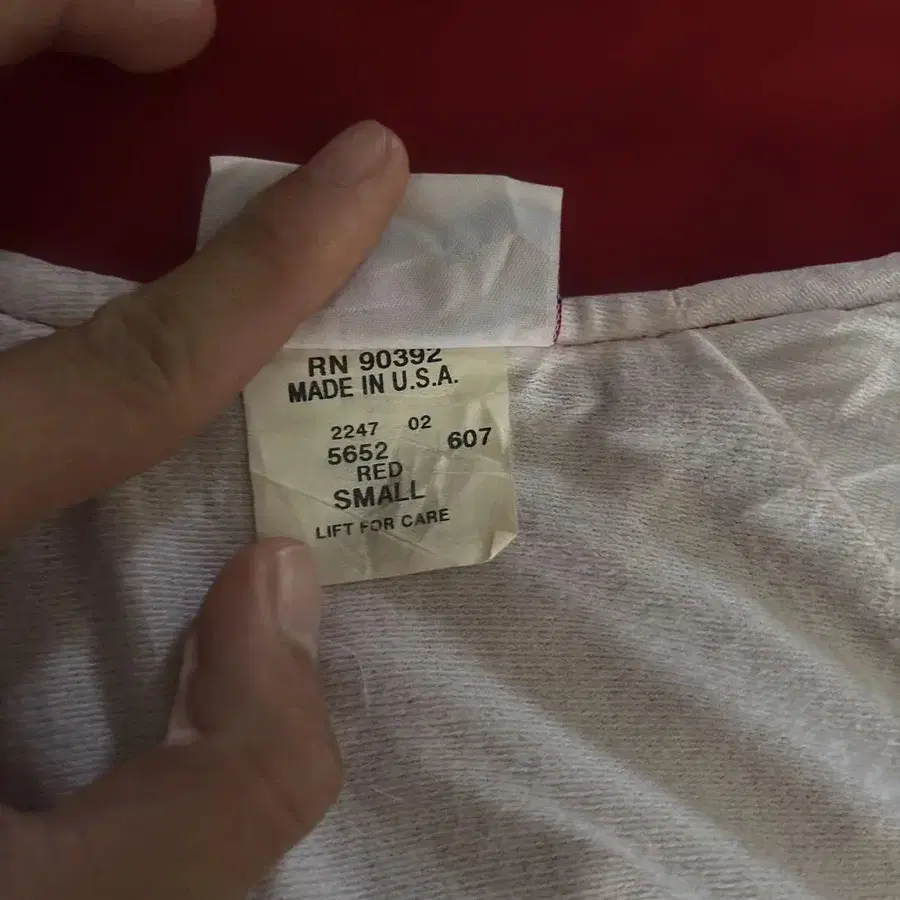 RN 90392
MADE IN U.S.A.
2247 02
5652 607
RED
SMALL
LIFT FOR CARE